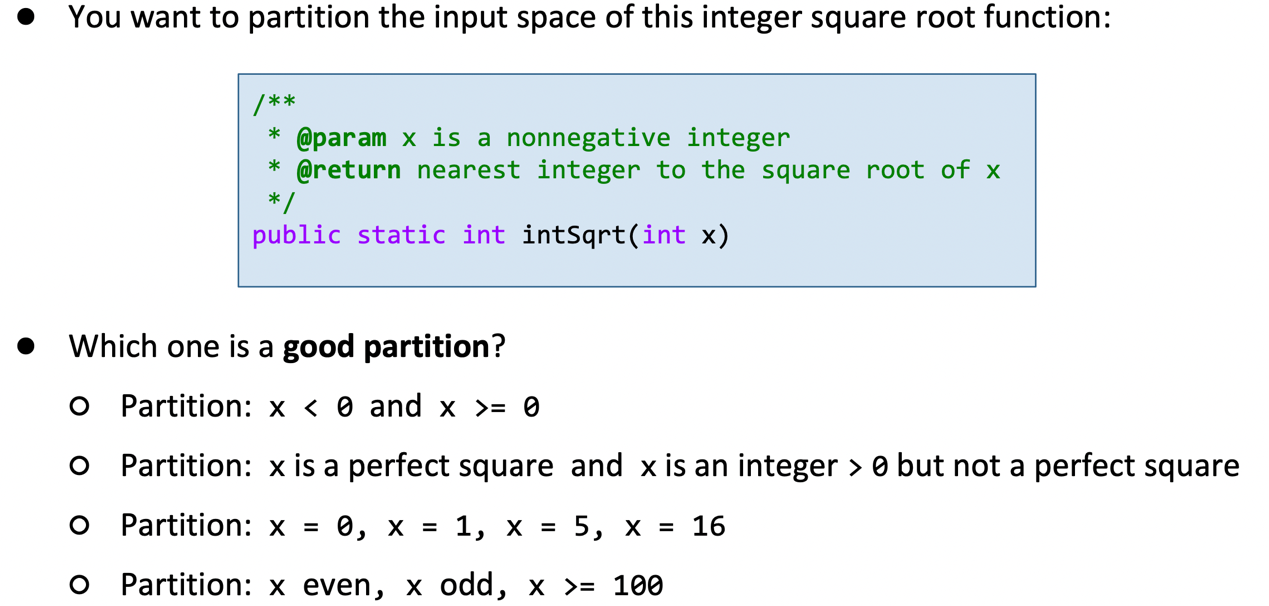 ● You want to partition the input space of this integer square root function:
/**
* @param x is a nonnegative integer
* @return nearest integer to the square root of x
*/
public static int intSqrt(int x)
● Which one is a good partition?
○ Partition: x < 0 and x >= 0
○ Partition: x is a perfect square and x is an integer > 0 but not a perfect square
○ Partition: x = 0, x = 1, x = 5, x = 16
○ Partition: x even, x odd, x >= 100